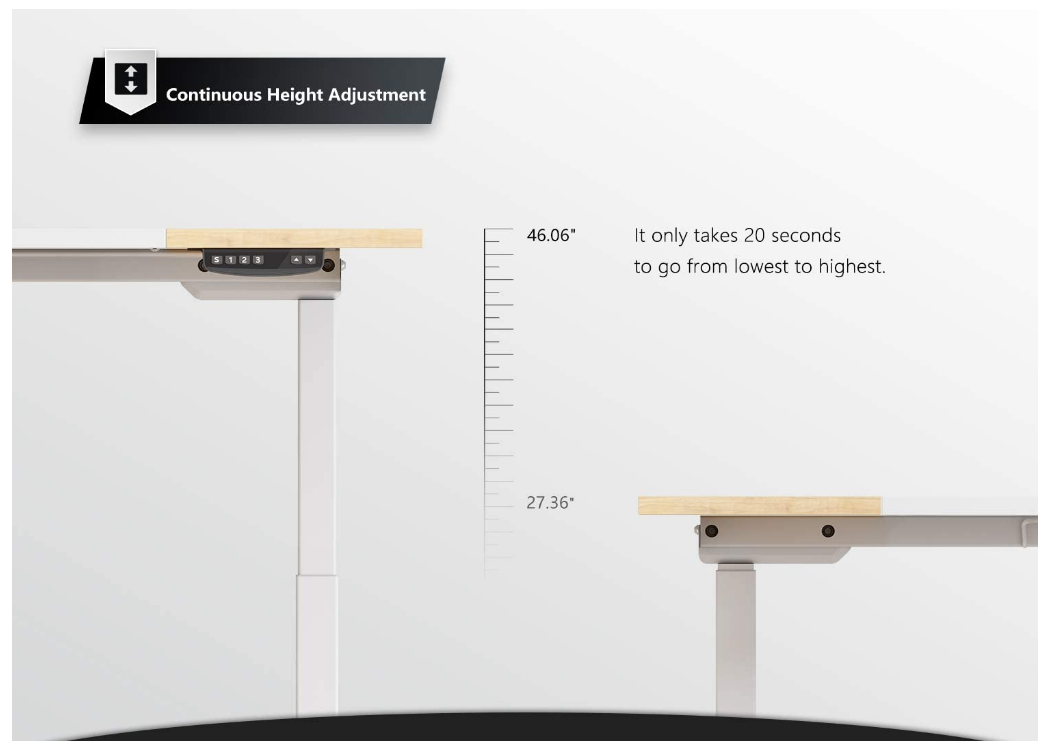 Continuous Height Adjustment
S 1 2 3
46.06"
It only takes 20 seconds
to go from lowest to highest.
27.36"